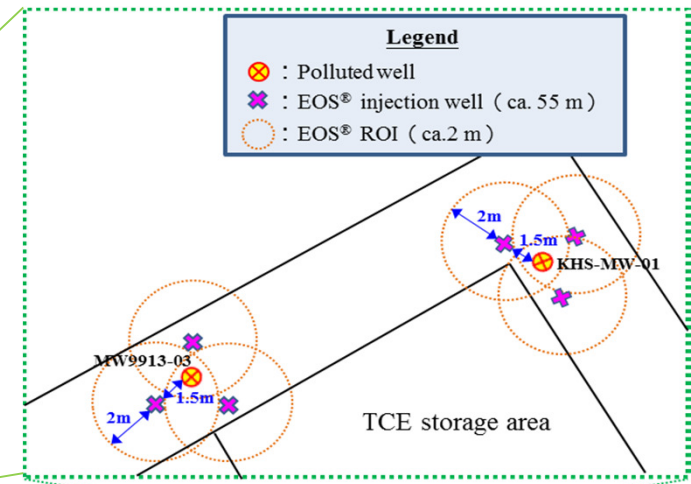 Legend
: Polluted well
: EOS® injection well ( ca. 55 m )
: EOS® ROI ( ca.2 m )
2m
1.5m
KHS-MW-01
MW9913-03
1.5m
2m
TCE storage area